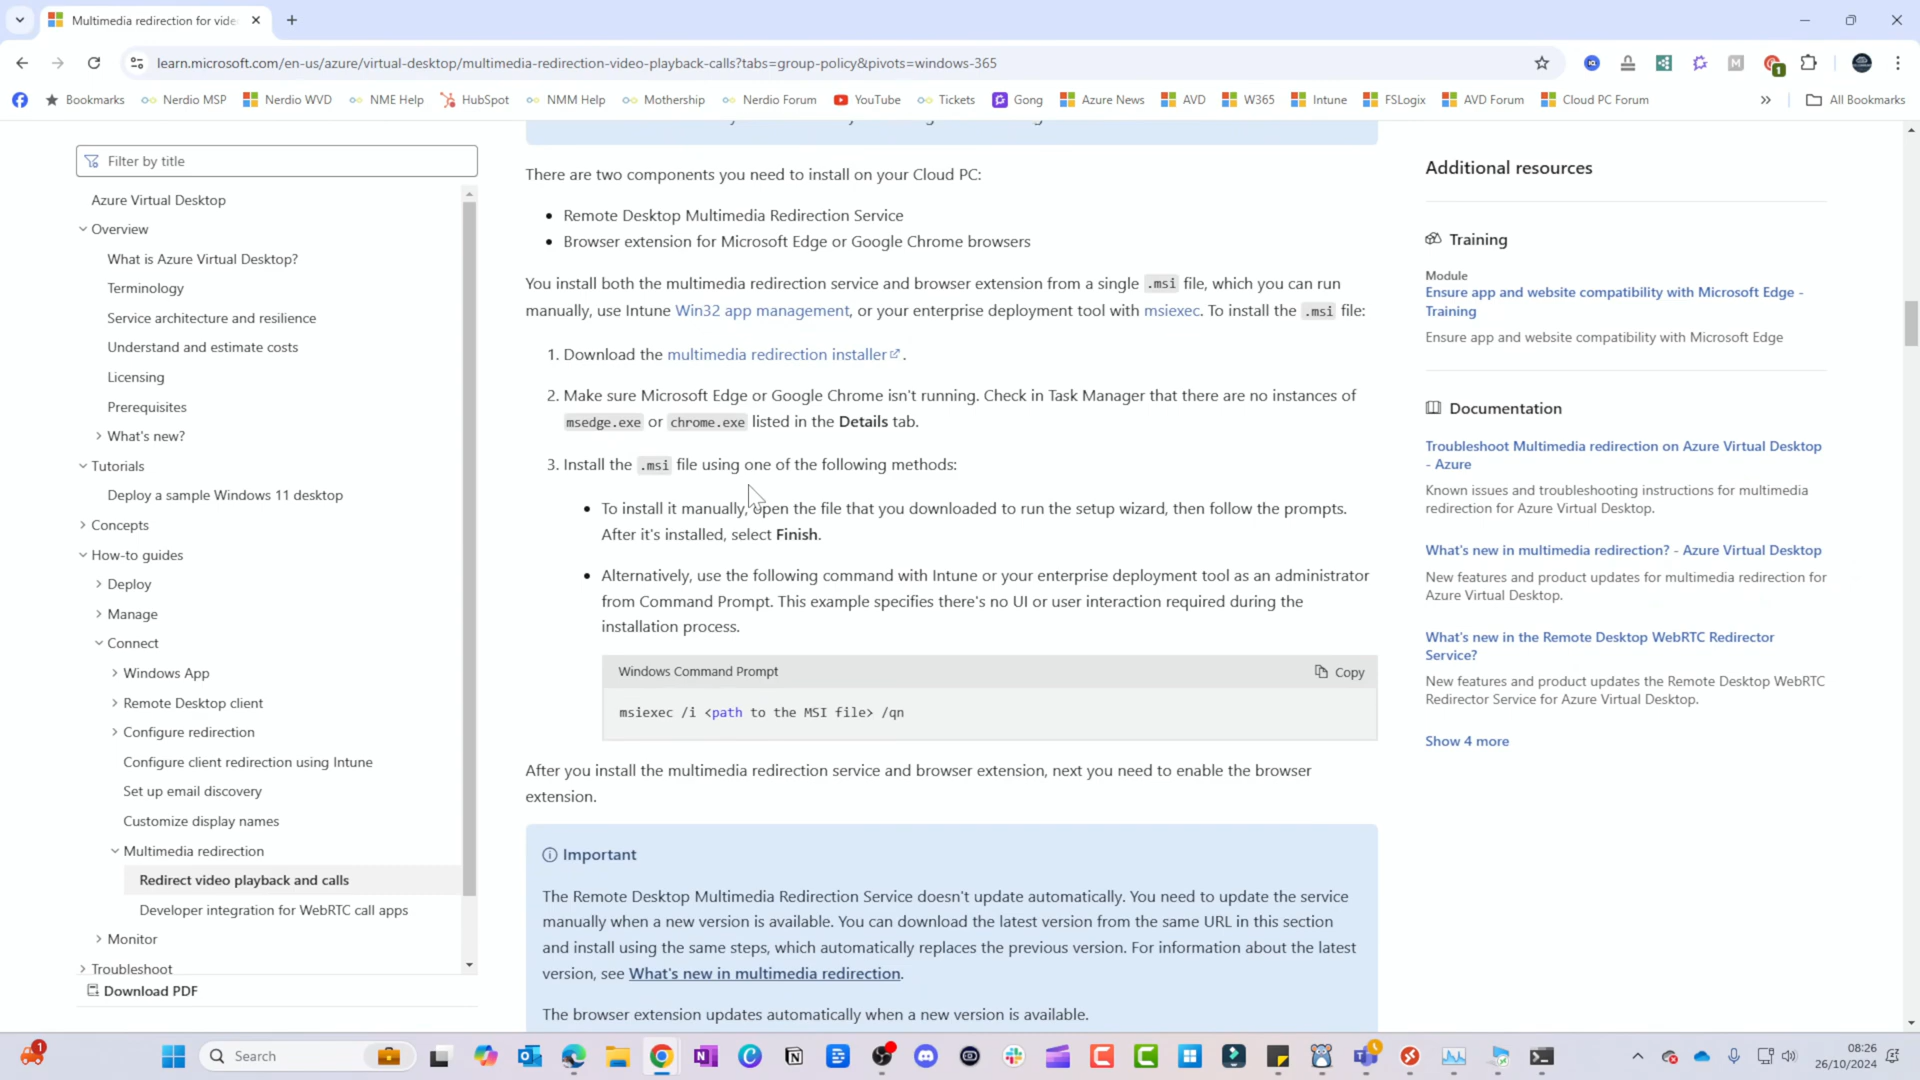 Multimedia redirection for vide
learn.microsoft.com/en-us/azure/virtual-desktop/multimedia-redirection-video-playback-calls?tabs=group-policy&pivots=windows-365
Bookmarks Nerdio MSP Nerdio WVD NME Help HubSpot NMM Help Mothership Nerdio Forum YouTube Tickets Gong Azure News AVD W365 Intune FSLogix AVD Forum Cloud PC Forum » All Bookmarks
Filter by title
Azure Virtual Desktop
Overview
What is Azure Virtual Desktop?
Terminology
Service architecture and resilience
Understand and estimate costs
Licensing
Prerequisites
What's new?
Tutorials
Deploy a sample Windows 11 desktop
Concepts
How-to guides
Deploy
Manage
Connect
Windows App
Remote Desktop client
Configure redirection
Configure client redirection using Intune
Set up email discovery
Customize display names
Multimedia redirection
Redirect video playback and calls
Developer integration for WebRTC call apps
Monitor
Troubleshoot
Download PDF
There are two components you need to install on your Cloud PC:
• Remote Desktop Multimedia Redirection Service
• Browser extension for Microsoft Edge or Google Chrome browsers
You install both the multimedia redirection service and browser extension from a single .msi file, which you can run
manually, use Intune Win32 app management, or your enterprise deployment tool with msiexec. To install the .msi file:
1. Download the multimedia redirection installer.
2. Make sure Microsoft Edge or Google Chrome isn't running. Check in Task Manager that there are no instances of
msedge.exe or chrome.exe listed in the Details tab.
3. Install the .msi file using one of the following methods:
• To install it manually, open the file that you downloaded to run the setup wizard, then follow the prompts.
After it's installed, select Finish.
• Alternatively, use the following command with Intune or your enterprise deployment tool as an administrator
from Command Prompt. This example specifies there's no UI or user interaction required during the
installation process.
Windows Command Prompt Copy
msiexec /i <path to the MSI file> /qn
After you install the multimedia redirection service and browser extension, next you need to enable the browser
extension.
Important
The Remote Desktop Multimedia Redirection Service doesn't update automatically. You need to update the service
manually when a new version is available. You can download the latest version from the same URL in this section
and install using the same steps, which automatically replaces the previous version. For information about the latest
version, see What's new in multimedia redirection.
The browser extension updates automatically when a new version is available.
Additional resources
Training
Module
Ensure app and website compatibility with Microsoft Edge -
Training
Ensure app and website compatibility with Microsoft Edge
Documentation
Troubleshoot Multimedia redirection on Azure Virtual Desktop
- Azure
Known issues and troubleshooting instructions for multimedia
redirection for Azure Virtual Desktop.
What's new in multimedia redirection? - Azure Virtual Desktop
New features and product updates for multimedia redirection for
Azure Virtual Desktop.
What's new in the Remote Desktop WebRTC Redirector
Service?
New features and product updates the Remote Desktop WebRTC
Redirector Service for Azure Virtual Desktop.
Show 4 more
1
Search
08:26
26/10/2024